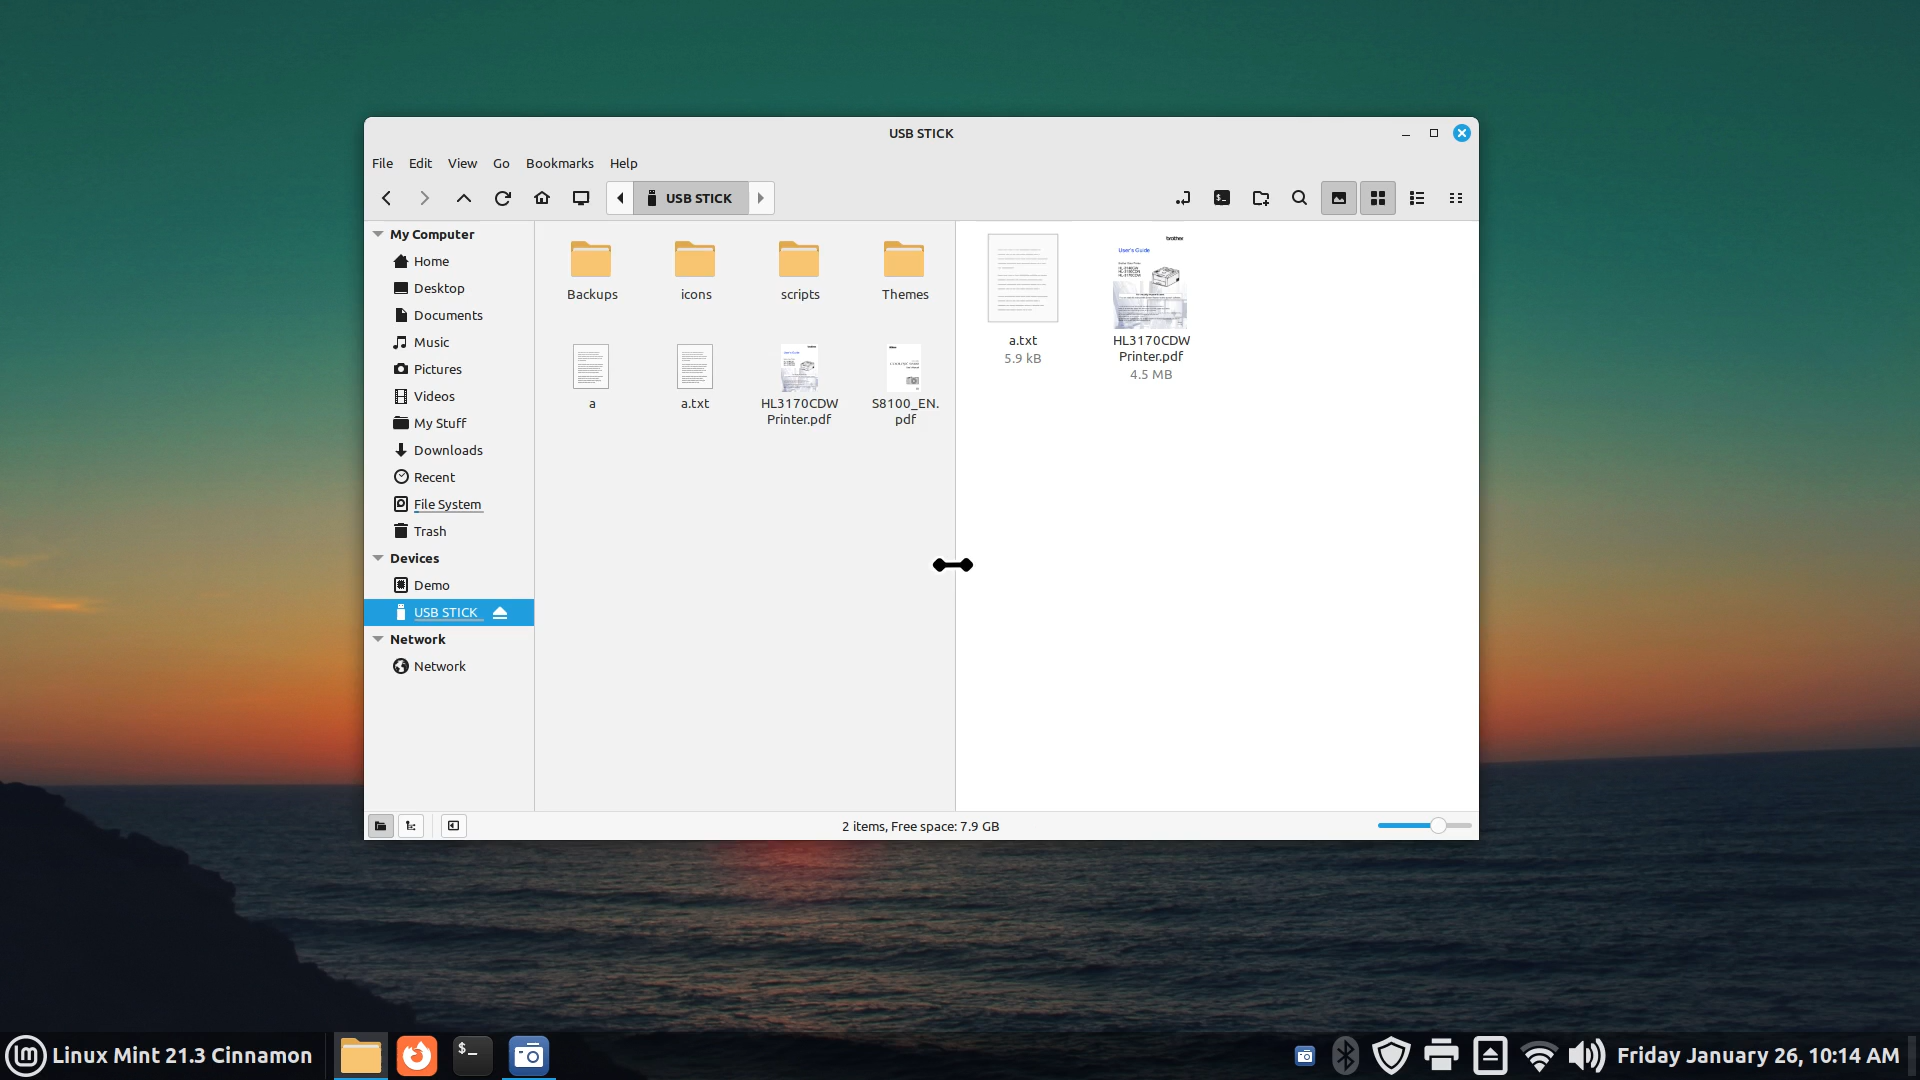 USB STICK
File Edit View Go Bookmarks Help
USB STICK
My Computer
Home
Desktop
Documents
Music
Pictures
Videos
My Stuff
Downloads
Recent
File System
Trash
Devices
Demo
USB STICK
Network
Network
Backups icons scripts Themes
a
a.txt
HL3170CDW
Printer.pdf
S8100_EN.
pdf
a.txt
5.9 kB
brother
User's Guide
HL3170CDW
Printer.pdf
4.5 MB
2 items, Free space: 7.9 GB
Linux Mint 21.3 Cinnamon
$_
Friday January 26, 10:14 AM